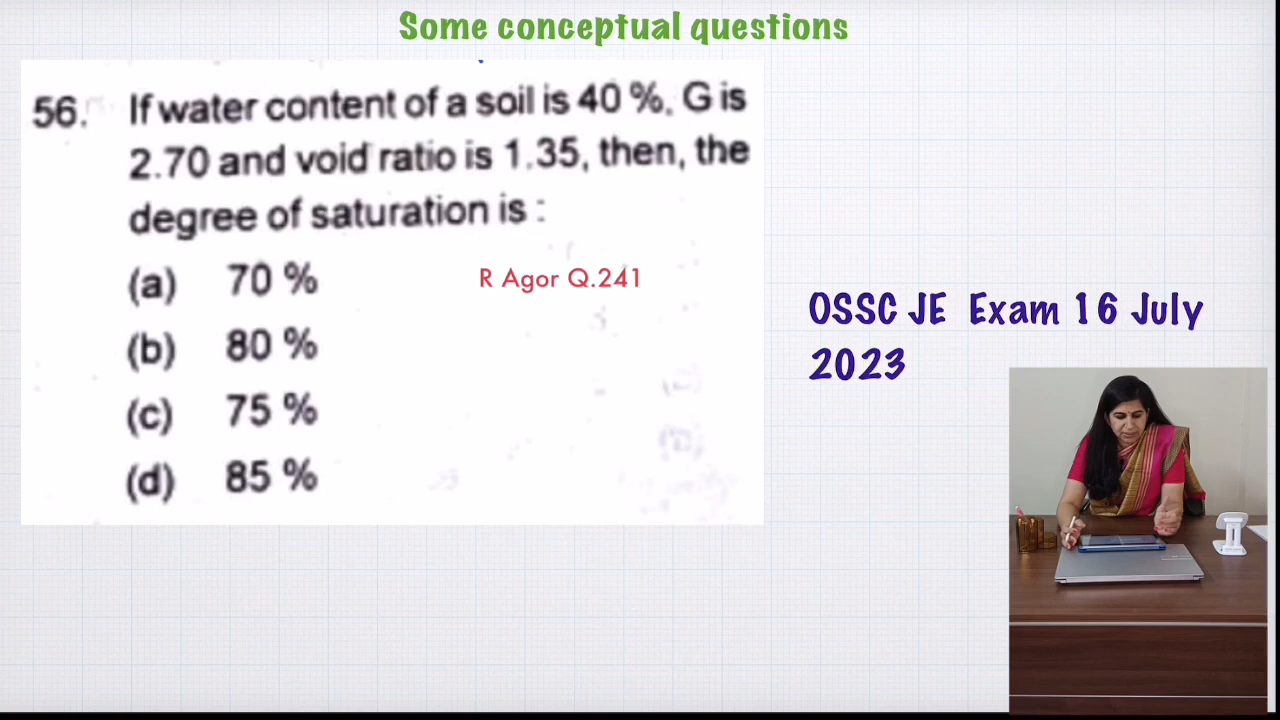 Some conceptual questions
56. If water content of a soil is 40 %. G is
2.70 and void ratio is 1.35, then, the
degree of saturation is :
(a) 70 %
R Agor Q.241
(b) 80 %
(c) 75 %
(d) 85 %
OSSC JE Exam 16 July
2023